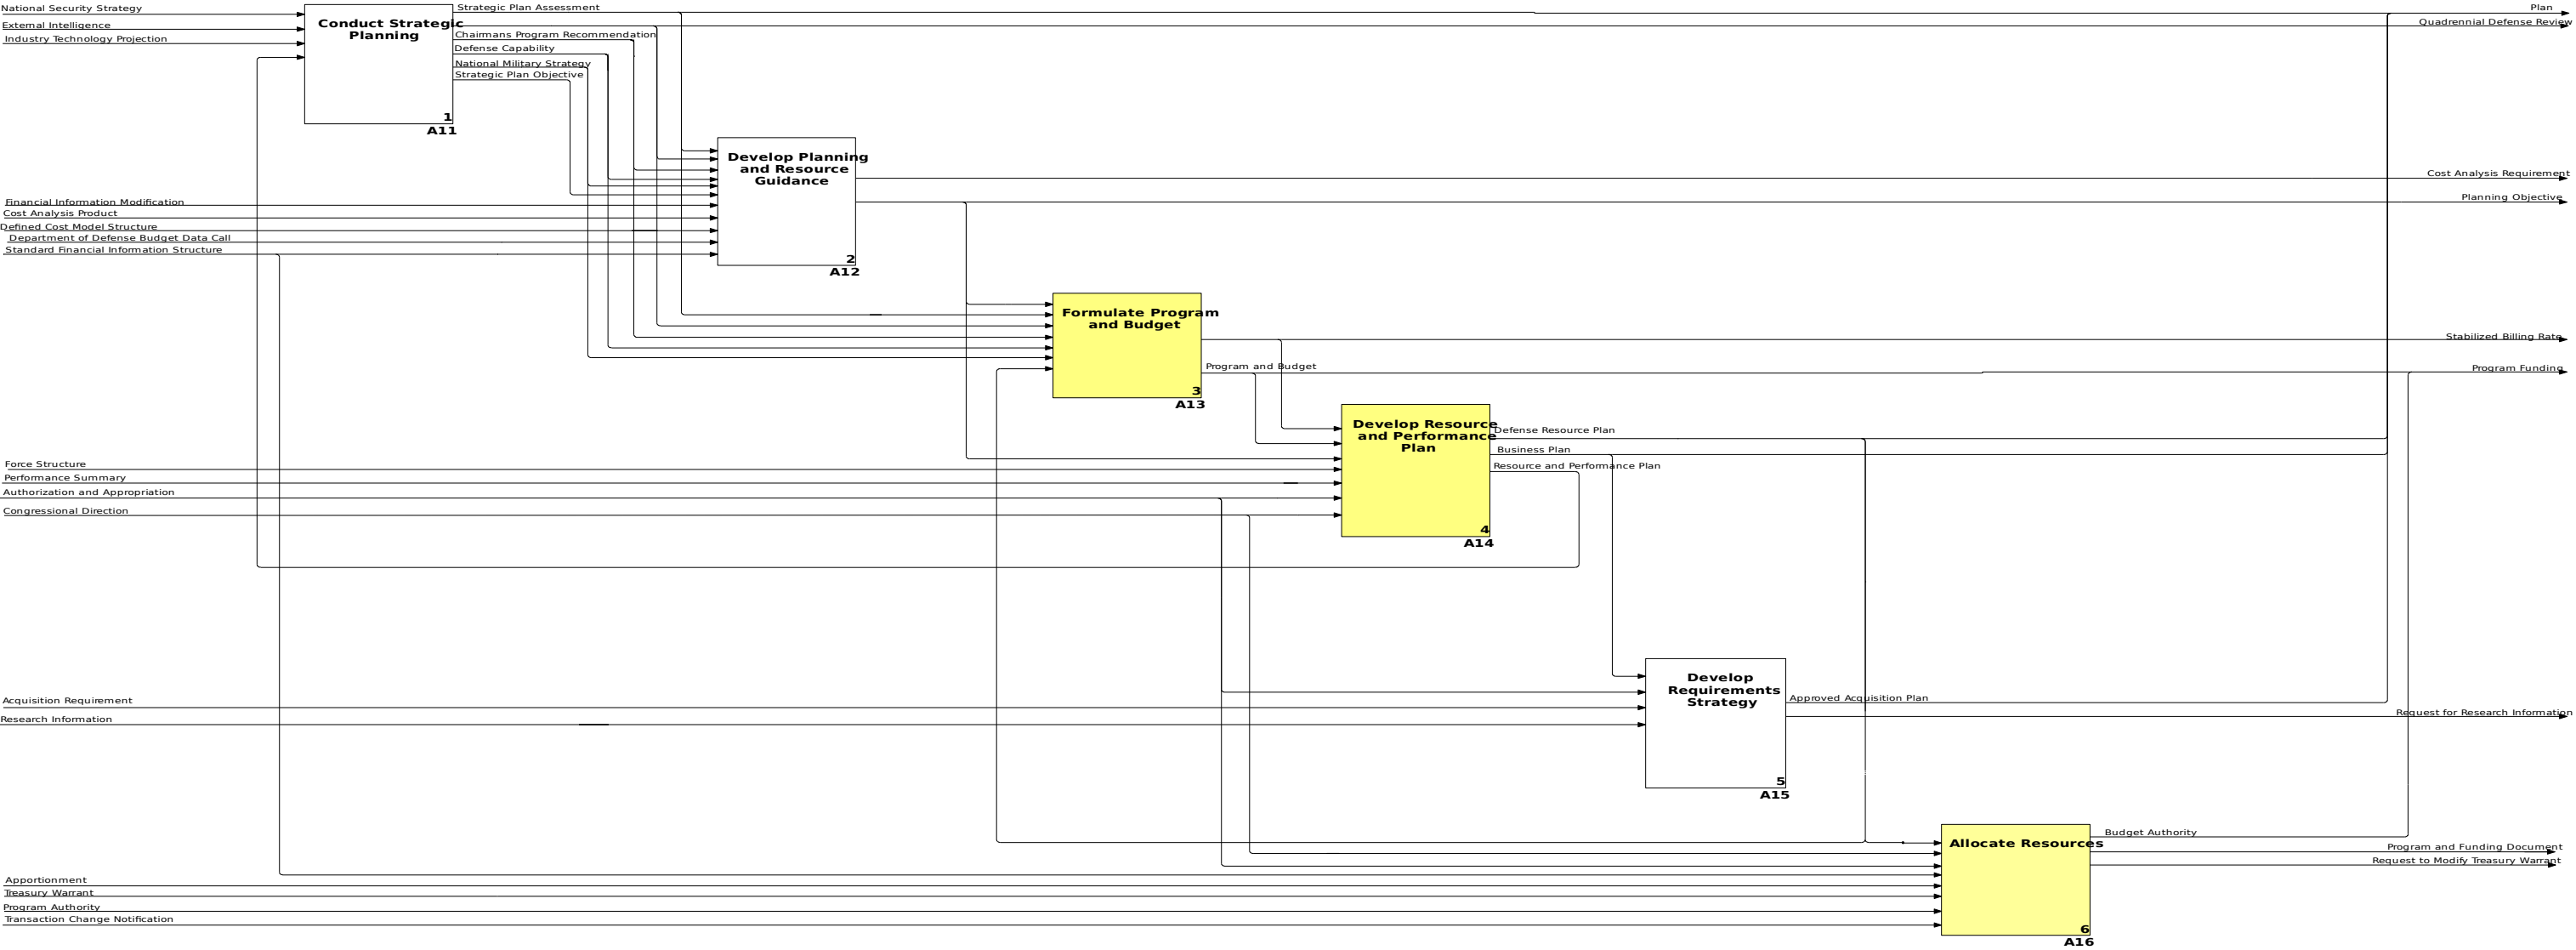 National Security Strategy
External Intelligence
Industry Technology Projection
Conduct Strategic
Planning
1
A11
Strategic Plan Assessment
Chairmans Program Recommendation
Defense Capability
National Military Strategy
Strategic Plan Objective
Plan
Quadrennial Defense Review
Develop Planning
and Resource
Guidance
2
A12
Financial Information Modification
Cost Analysis Product
Defined Cost Model Structure
Department of Defense Budget Data Call
Standard Financial Information Structure
Cost Analysis Requirement
Planning Objective
Formulate Program
and Budget
3
A13
Program and Budget
Stabilized Billing Rate
Program Funding
Develop Resource
and Performance
Plan
4
A14
Defense Resource Plan
Business Plan
Resource and Performance Plan
Force Structure
Performance Summary
Authorization and Appropriation
Congressional Direction
Develop
Requirements
Strategy
5
A15
Acquisition Requirement
Research Information
Approved Acquisition Plan
Request for Research Information
Allocate Resources
6
A16
Budget Authority
Program and Funding Document
Request to Modify Treasury Warrant
Apportionment
Treasury Warrant
Program Authority
Transaction Change Notification